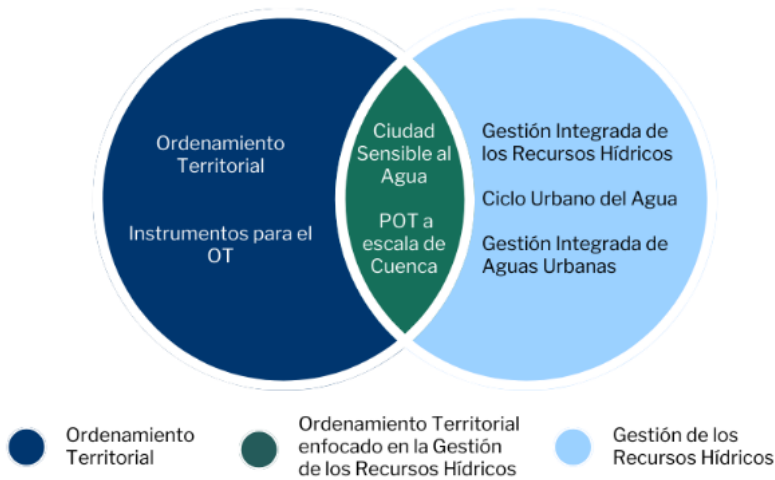 Ordenamiento
Territorial
Instrumentos para el
OT
Ciudad
Sensible al
Agua
POT a
escala de
Cuenca
Gestión Integrada de
los Recursos Hídricos
Ciclo Urbano del Agua
Gestión Integrada de
Aguas Urbanas
Ordenamiento
Territorial
Ordenamiento Territorial
enfocado en la Gestión
de los Recursos Hídricos
Gestión de los
Recursos Hídricos